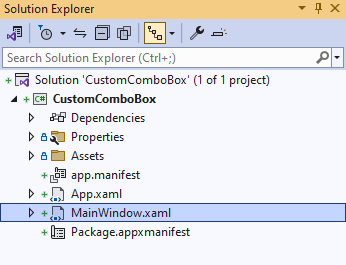 Solution Explorer
Search Solution Explorer (Ctrl+;)
Solution 'CustomComboBox' (1 of 1 project)
C# CustomComboBox
Dependencies
Properties
Assets
app.manifest
App.xaml
MainWindow.xaml
Package.appxmanifest